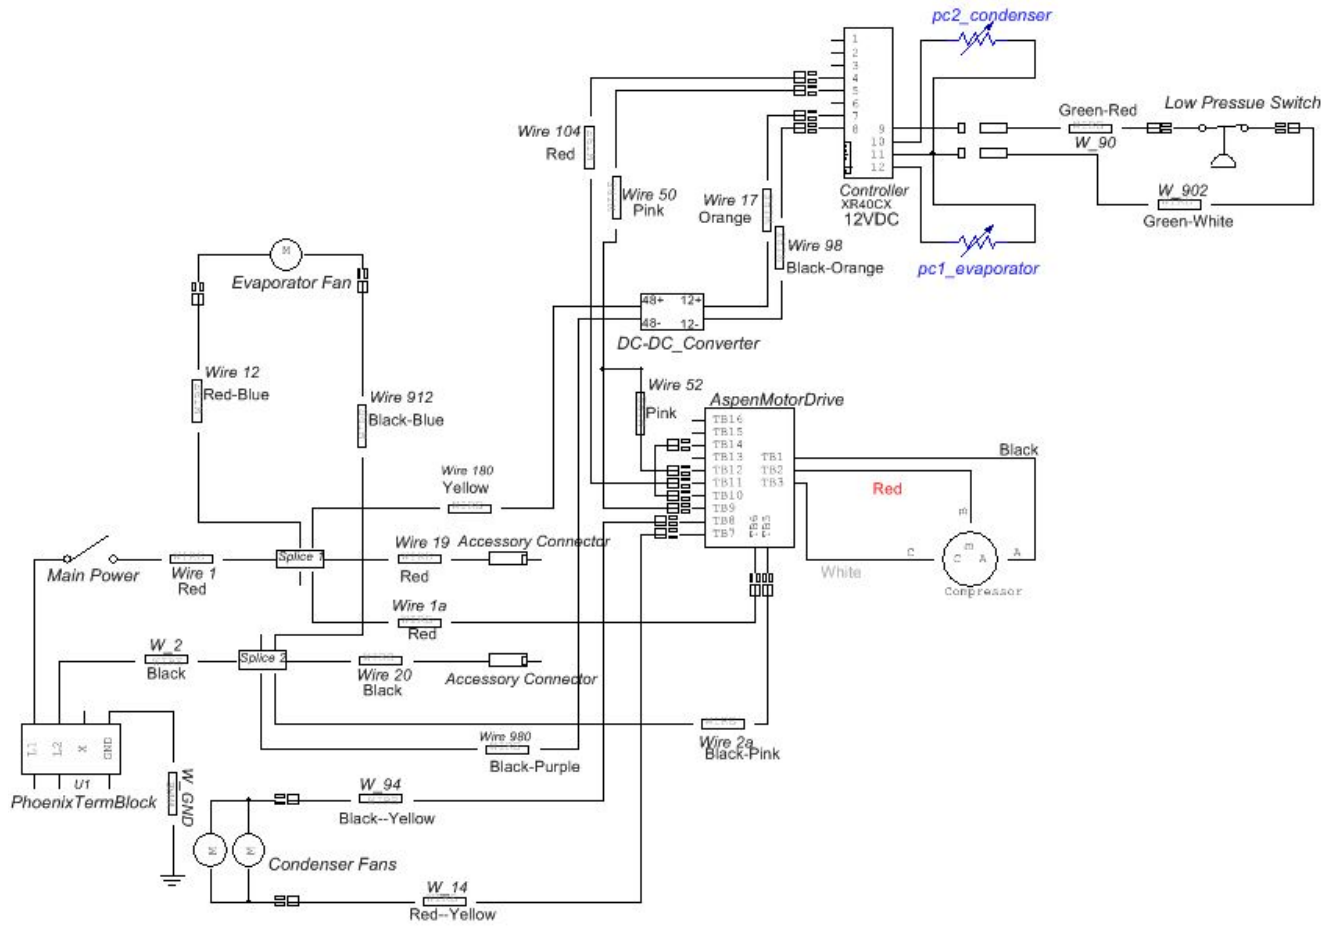 pc2_condenser
1
2
3
4
5
6
7
8
9
10
11
12
Controller
XR40CX
12VDC
Green-Red
W_90
Low Pressue Switch
W_902
Green-White
pc1_evaporator
Wire 104
Red
Wire 50
Pink
Wire 17
Orange
Wire 98
Black-Orange
M
Evaporator Fan
48+ 12+
48- 12-
DC-DC_Converter
Wire 12
Red-Blue
Wire 912
Black-Blue
Wire 52
Pink
AspenMotorDrive
TB16
TB15
TB14
TB13 TB1
TB12 TB2
TB11 TB3
TB10
TB9
TB8
TB7
TB6
TB5
Black
Red
White
B
C
A
B
C A
Compressor
Wire 180
Yellow
Main Power
Wire 1
Red
Splice 1
Wire 19
Red
Accessory Connector
Wire 1a
Red
W_2
Black
Splice 2
Wire 20
Black
Accessory Connector
Wire 2a
Black-Pink
Wire 980
Black-Purple
L1
L2
X
GND
U1
PhoenixTermBlock
W_GND
W_94
Black--Yellow
M
M
Condenser Fans
W_14
Red--Yellow